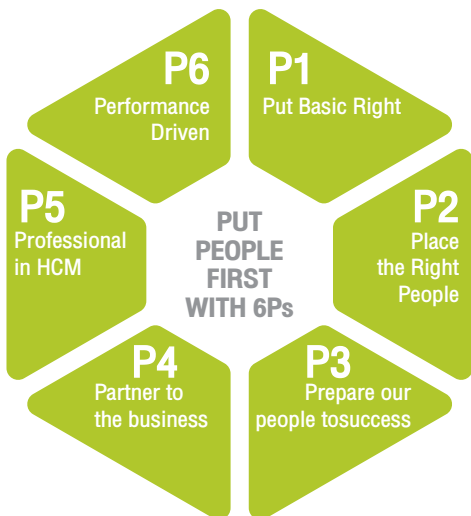 P6
Performance
Driven
P1
Put Basic Right
P5
Professional
in HCM
PUT
PEOPLE
FIRST
WITH 6Ps
P2
Place
the Right
People
P4
Partner to
the business
P3
Prepare our
people tosuccess